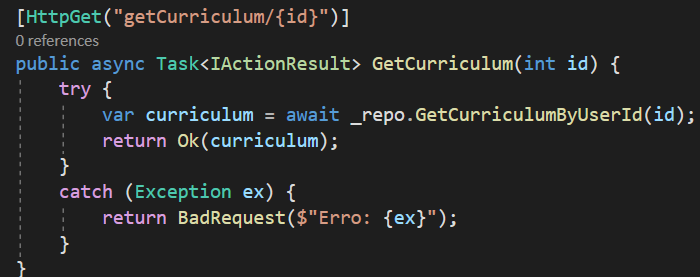 [HttpGet("getCurriculum/{id}")]
0 references
public async Task<IActionResult> GetCurriculum(int id) {
try {
var curriculum = await _repo.GetCurriculumByUserId(id);
return Ok(curriculum);
}
catch (Exception ex) {
return BadRequest($"Erro: {ex}");
}
}